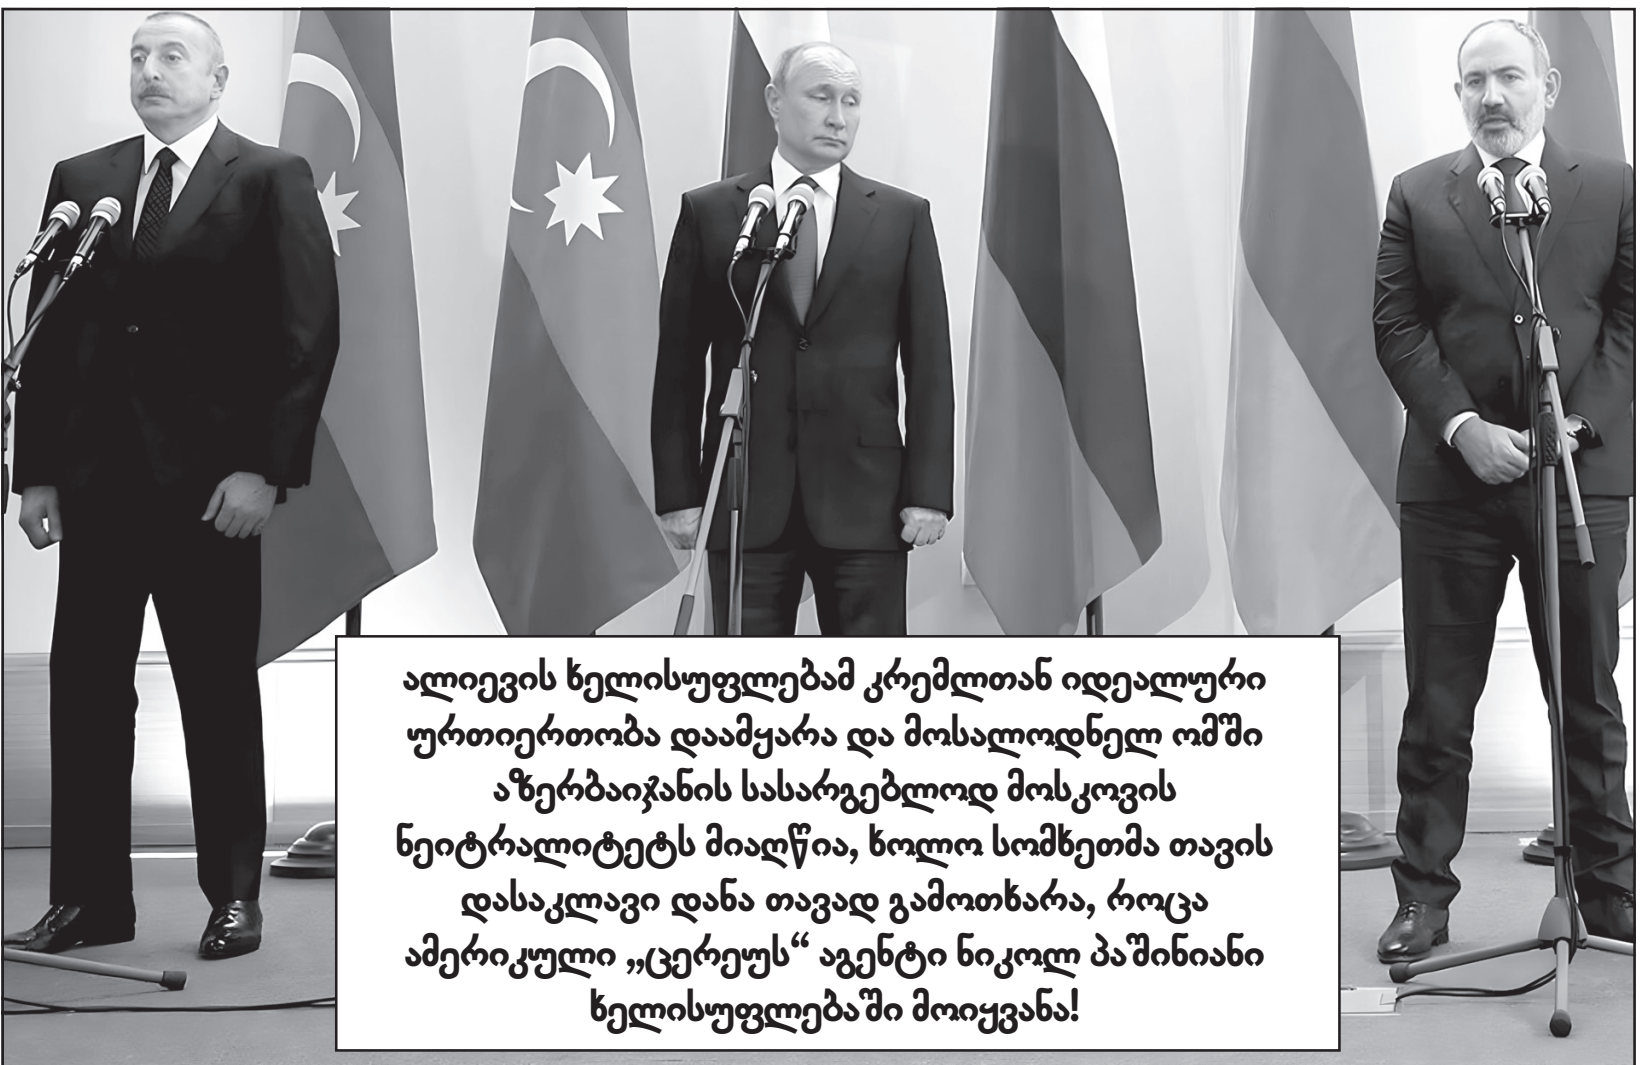 ალიევის ხელისუფლებამ კრემლთან იდეალური
ურთიერთობა დაამყარა და მოსალოდნელ ომში
აზერბაიჯანის სასარგებლოდ მოსკოვის
ნეიტრალიტეტს მიაღწია, ხოლო სომხეთმა თავის
დასაკლავი დანა თავად გამოთხარა, როცა
ამერიკული „ცერეუს“ აგენტი ნიკოლ პაშინიანი
ხელისუფლებაში მოიყვანა!